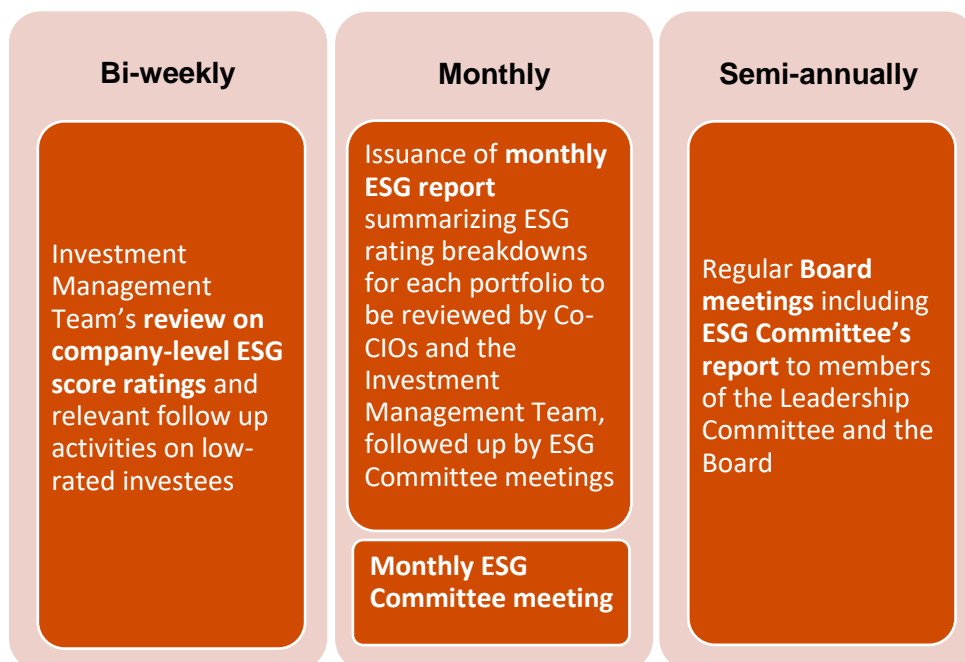 Bi-weekly
Investment
Management
Team's review on
company-level ESG
score ratings and
relevant follow up
activities on low-
rated investees
Monthly
Issuance of monthly
ESG report
summarizing ESG
rating breakdowns
for each portfolio to
be reviewed by Co-
CIOs and the
Investment
Management Team,
followed up by ESG
Committee meetings
Monthly ESG
Committee meeting
Semi-annually
Regular Board
meetings including
ESG Committee's
report to members
of the Leadership
Committee and the
Board